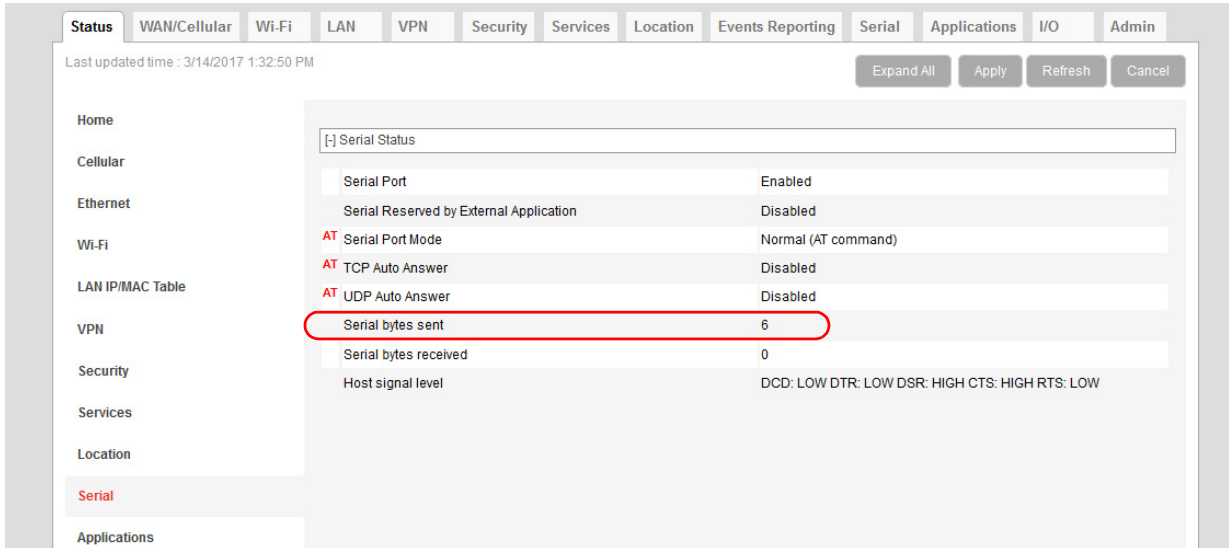 Status WAN/Cellular Wi-Fi LAN VPN Security Services Location Events Reporting Serial Applications I/O Admin
Last updated time : 3/14/2017 1:32:50 PM
Expand All Apply Refresh Cancel
Home
Cellular
Ethernet
Wi-Fi
LAN IP/MAC Table
VPN
Security
Services
Location
Serial
Applications
[-] Serial Status
Serial Port Enabled
Serial Reserved by External Application Disabled
AT Serial Port Mode Normal (AT command)
AT TCP Auto Answer Disabled
AT UDP Auto Answer Disabled
Serial bytes sent 6
Serial bytes received 0
Host signal level DCD: LOW DTR: LOW DSR: HIGH CTS: HIGH RTS: LOW